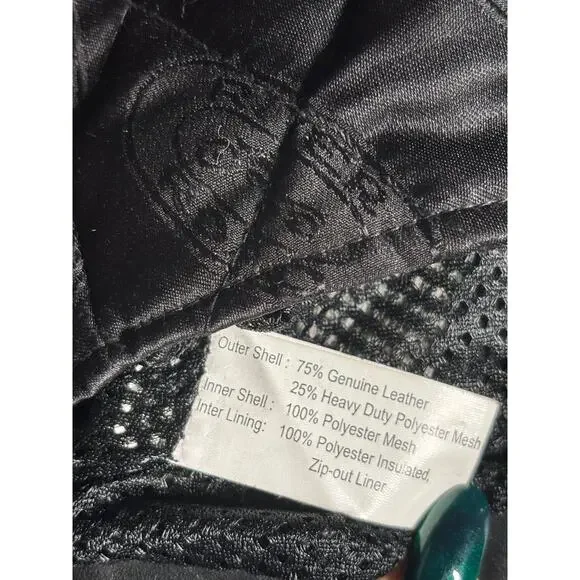 Outer Shell : 75% Genuine Leather
25% Heavy Duty Polyester Mesh
Inner Shell : 100% Polyester Mesh
Inter Lining: 100% Polyester Insulated,
Zip-out Liner